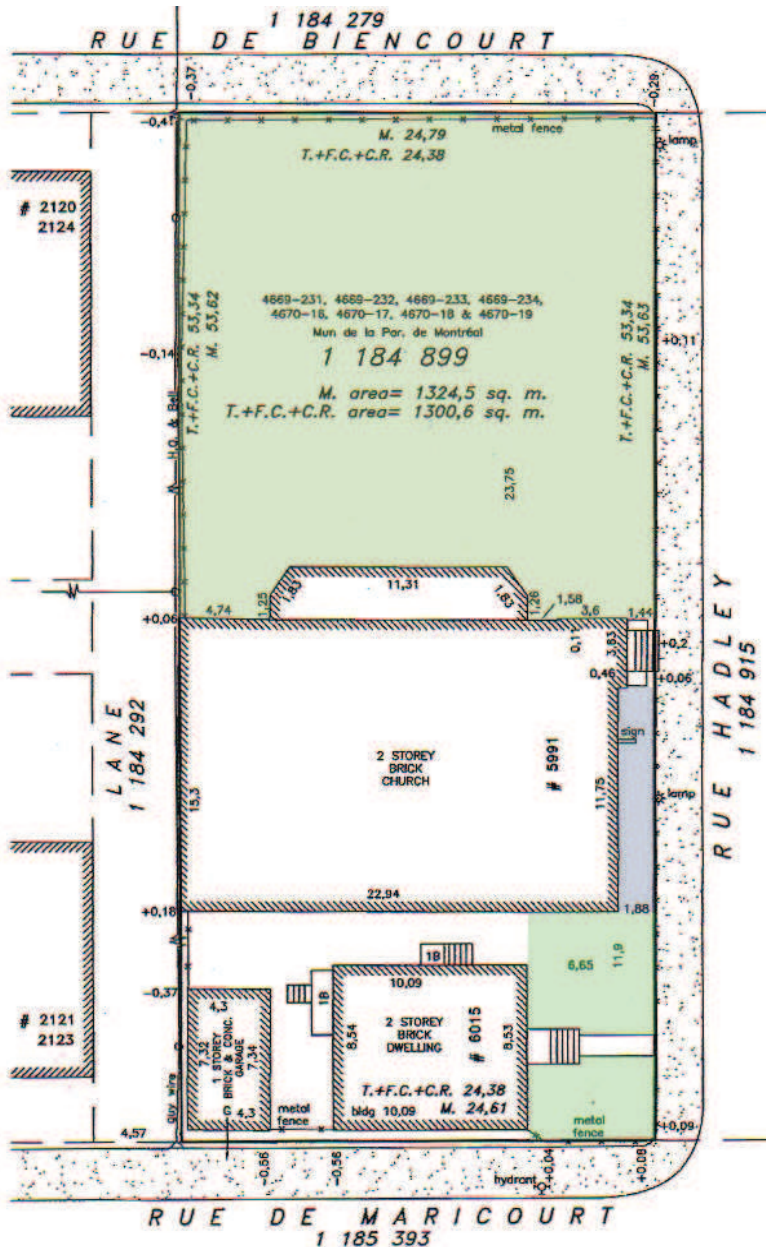 1 184 279
RUE DE BIENCOURT
-0,37
-0,29
-0,41
M. 24,79
metal fence
T.+F.C.+C.R. 24,38
lamp
# 2120
2124
T.+F.C.+C.R. 53,34
M. 53,62
4669-231, 4669-232, 4669-233, 4669-234,
4670-16, 4670-17, 4670-18 & 4670-19
Mun de la Par. de Montréal
1 184 899
M. area= 1324,5 sq. m.
T.+F.C.+C.R. area= 1300,6 sq. m.
T.+F.C.+C.R. 53,34
M. 53,63
+0,11
-0,14
H.Q. & Bell
23,75
11,31
1,83
1,83
4,74
1,25
1,26
1,58
3,6
1,44
+0,06
0,11
3,83
+0,2
0,46
+0,06
RUE HADLEY
1 184 915
LANE
1 184 292
2 STOREY
BRICK
CHURCH
# 5991
sign
11,75
lamp
15,3
22,94
+0,18
1,88
1B
6,65
11,9
10,09
-0,37
1B
# 2121
2123
4,3
7,32
1 STOREY
BRICK & CONC.
GARAGE
7,34
8,54
2 STOREY
BRICK
DWELLING
# 6015
8,53
T.+F.C.+C.R. 24,38
bldg 10,09 M. 24,61
G 4,3
metal
fence
guy wire
metal
fence
4,57
+0,09
-0,56
-0,56
+0,04
+0,08
hydrant
RUE DE MARICOURT
1 185 393